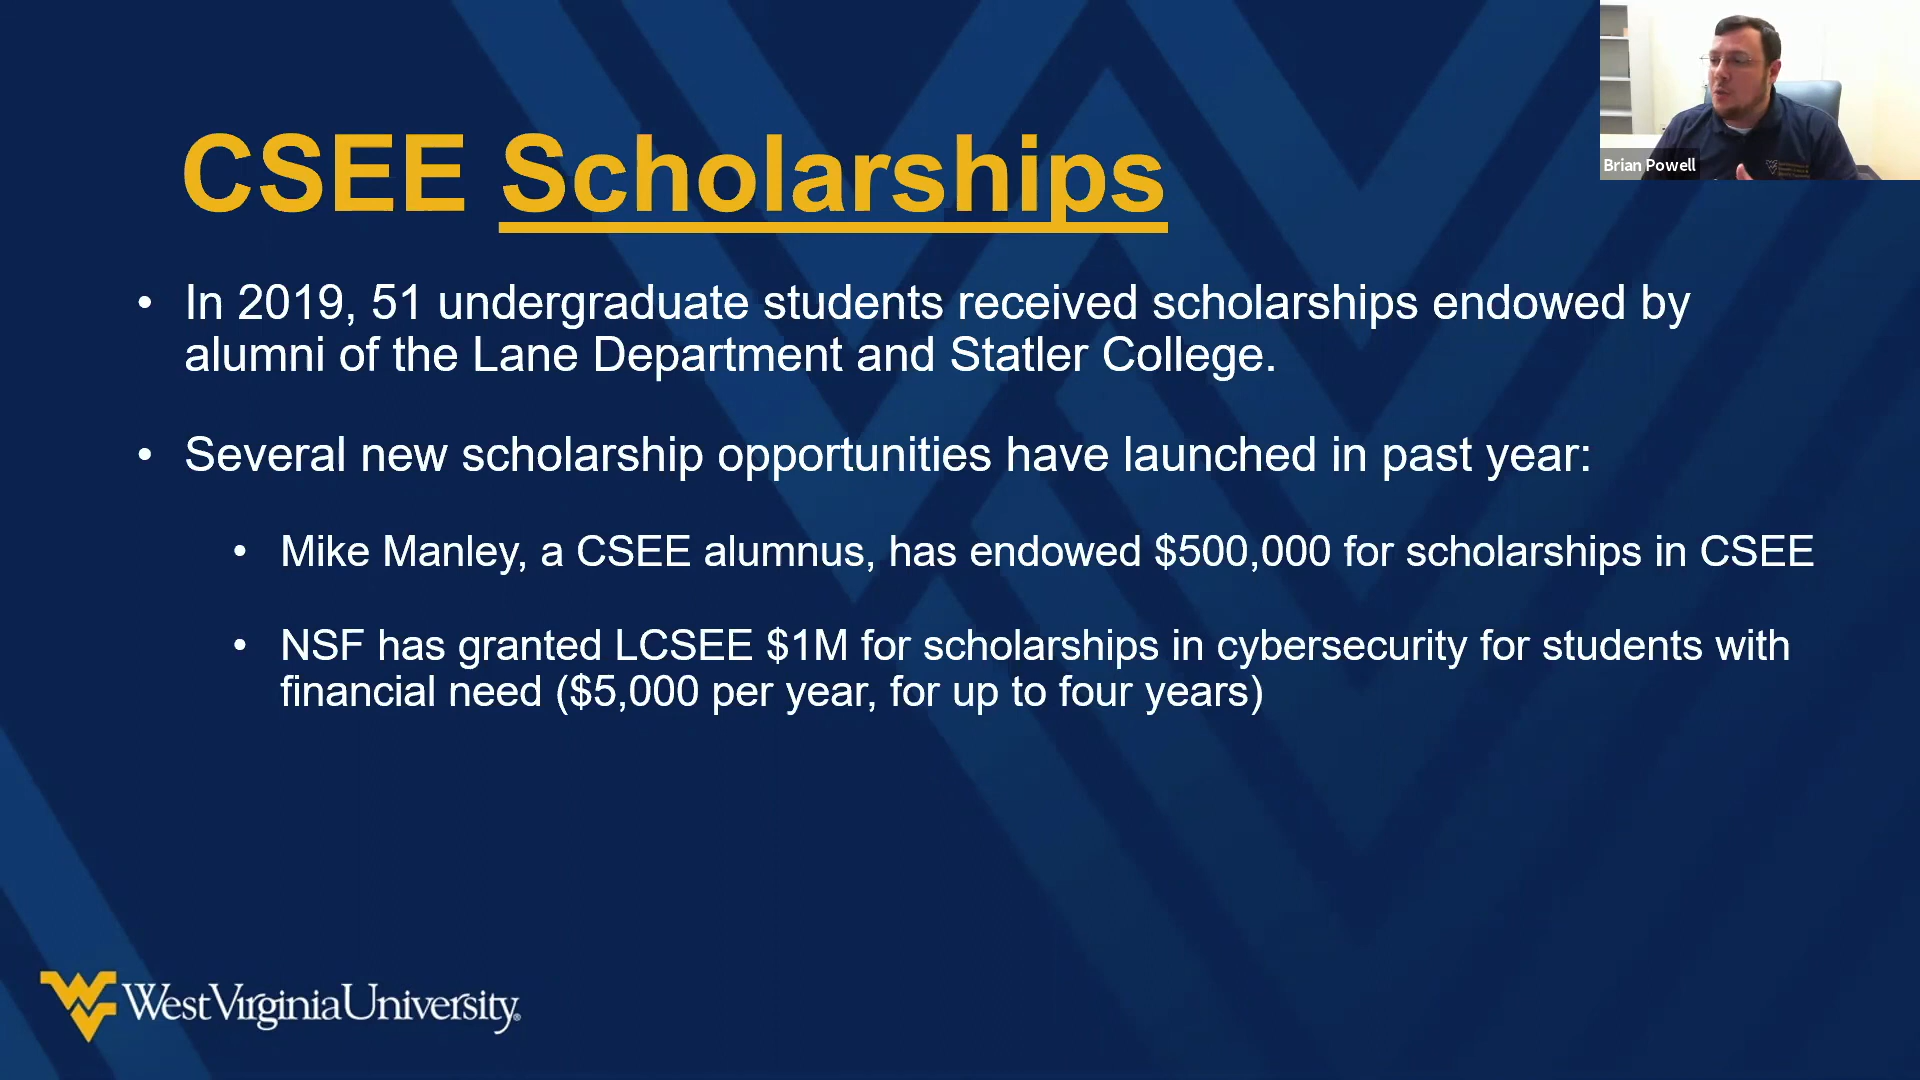 CSEE Scholarships
Brian Powell
• In 2019, 51 undergraduate students received scholarships endowed by
alumni of the Lane Department and Statler College.
• Several new scholarship opportunities have launched in past year:
• Mike Manley, a CSEE alumnus, has endowed $500,000 for scholarships in CSEE
• NSF has granted LCSEE $1M for scholarships in cybersecurity for students with
financial need ($5,000 per year, for up to four years)
WV WestVirginiaUniversity®